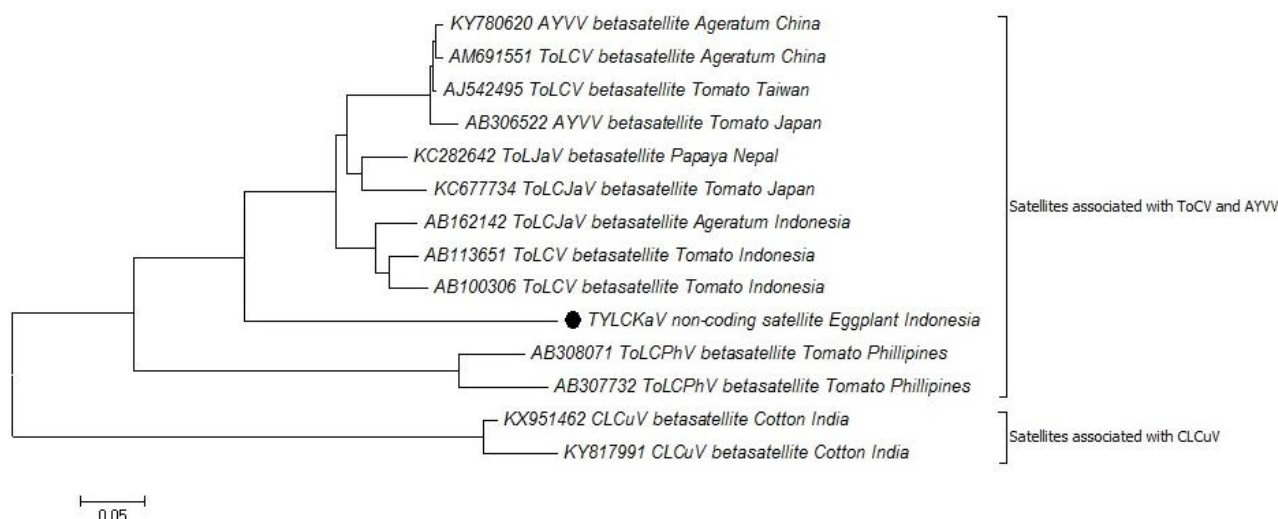 KY780620 AYVV betasatellite Ageratum China
AM691551 ToLCV betasatellite Ageratum China
AJ542495 ToLCV betasatellite Tomato Taiwan
AB306522 AYVV betasatellite Tomato Japan
KC282642 ToLJaV betasatellite Papaya Nepal
KC677734 ToLCJaV betasatellite Tomato Japan
AB162142 ToLCJaV betasatellite Ageratum Indonesia
AB113651 ToLCV betasatellite Tomato Indonesia
AB100306 ToLCV betasatellite Tomato Indonesia
TYLCKaV non-coding satellite Eggplant Indonesia
AB308071 ToLCPhV betasatellite Tomato Phillipines
AB307732 ToLCPhV betasatellite Tomato Phillipines
Satellites associated with ToCV and AYVV
KX951462 CLCuV betasatellite Cotton India
KY817991 CLCuV betasatellite Cotton India
Satellites associated with CLCuV
0.05